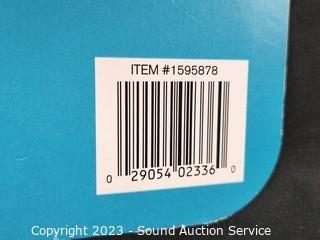 ITEM #1595878
0 29054 02336 0
Copyright 2023 - Sound Auction Service